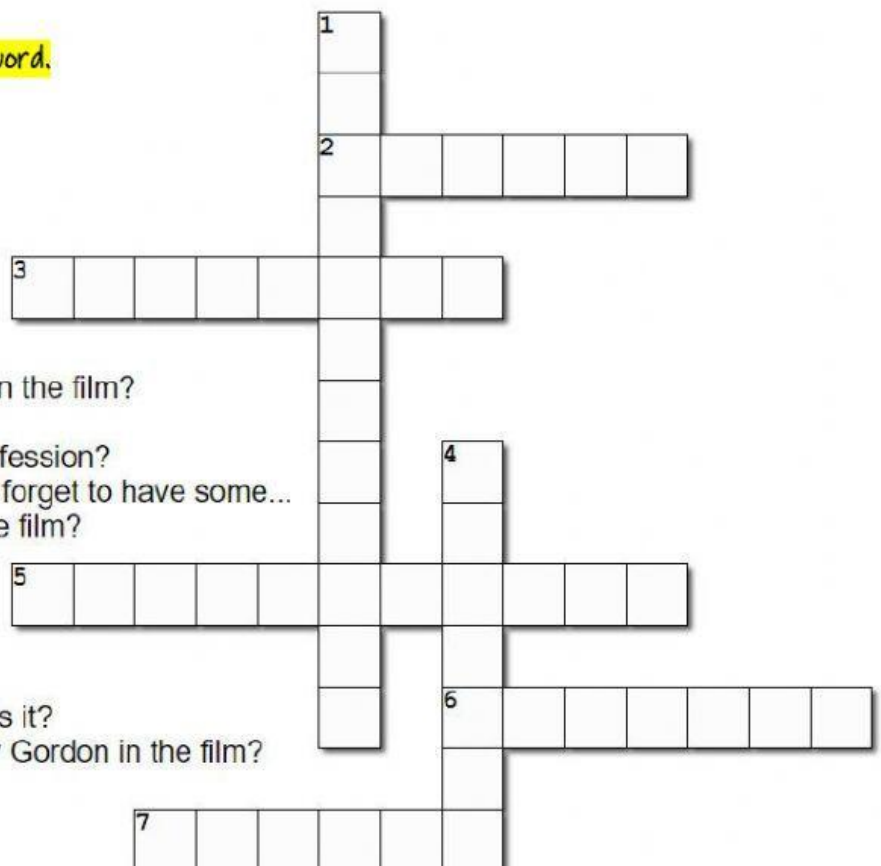 1
word.
2
3
n the film?
fession?
4
forget to have some...
e film?
5
s it?
6
Gordon in the film?
7